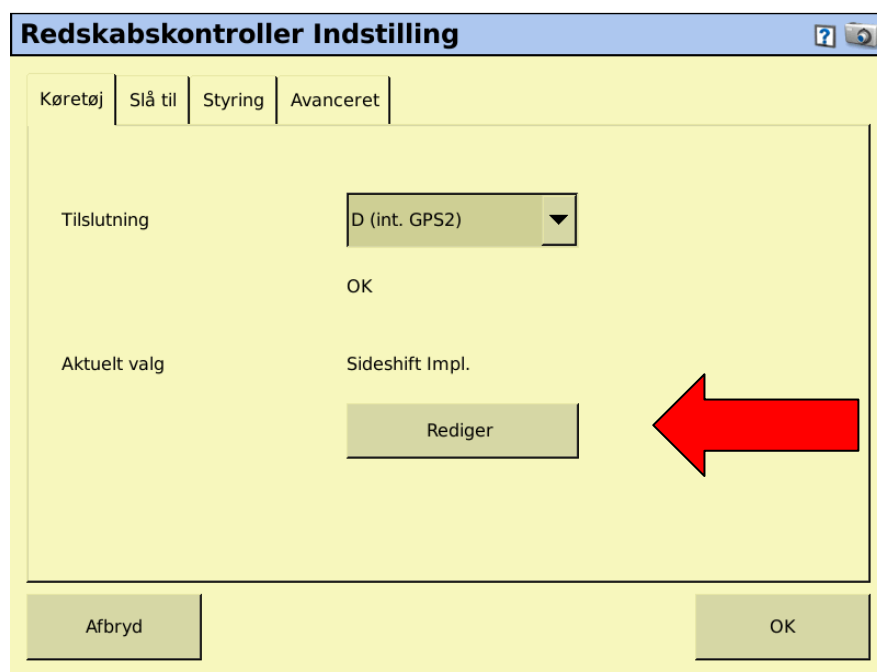 Redskabskontroller Indstilling
?
Køretøj Slå til Styring Avanceret
Tilslutning D (int. GPS2)
OK
Aktuelt valg Sideshift Impl.
Rediger
Afbryd OK